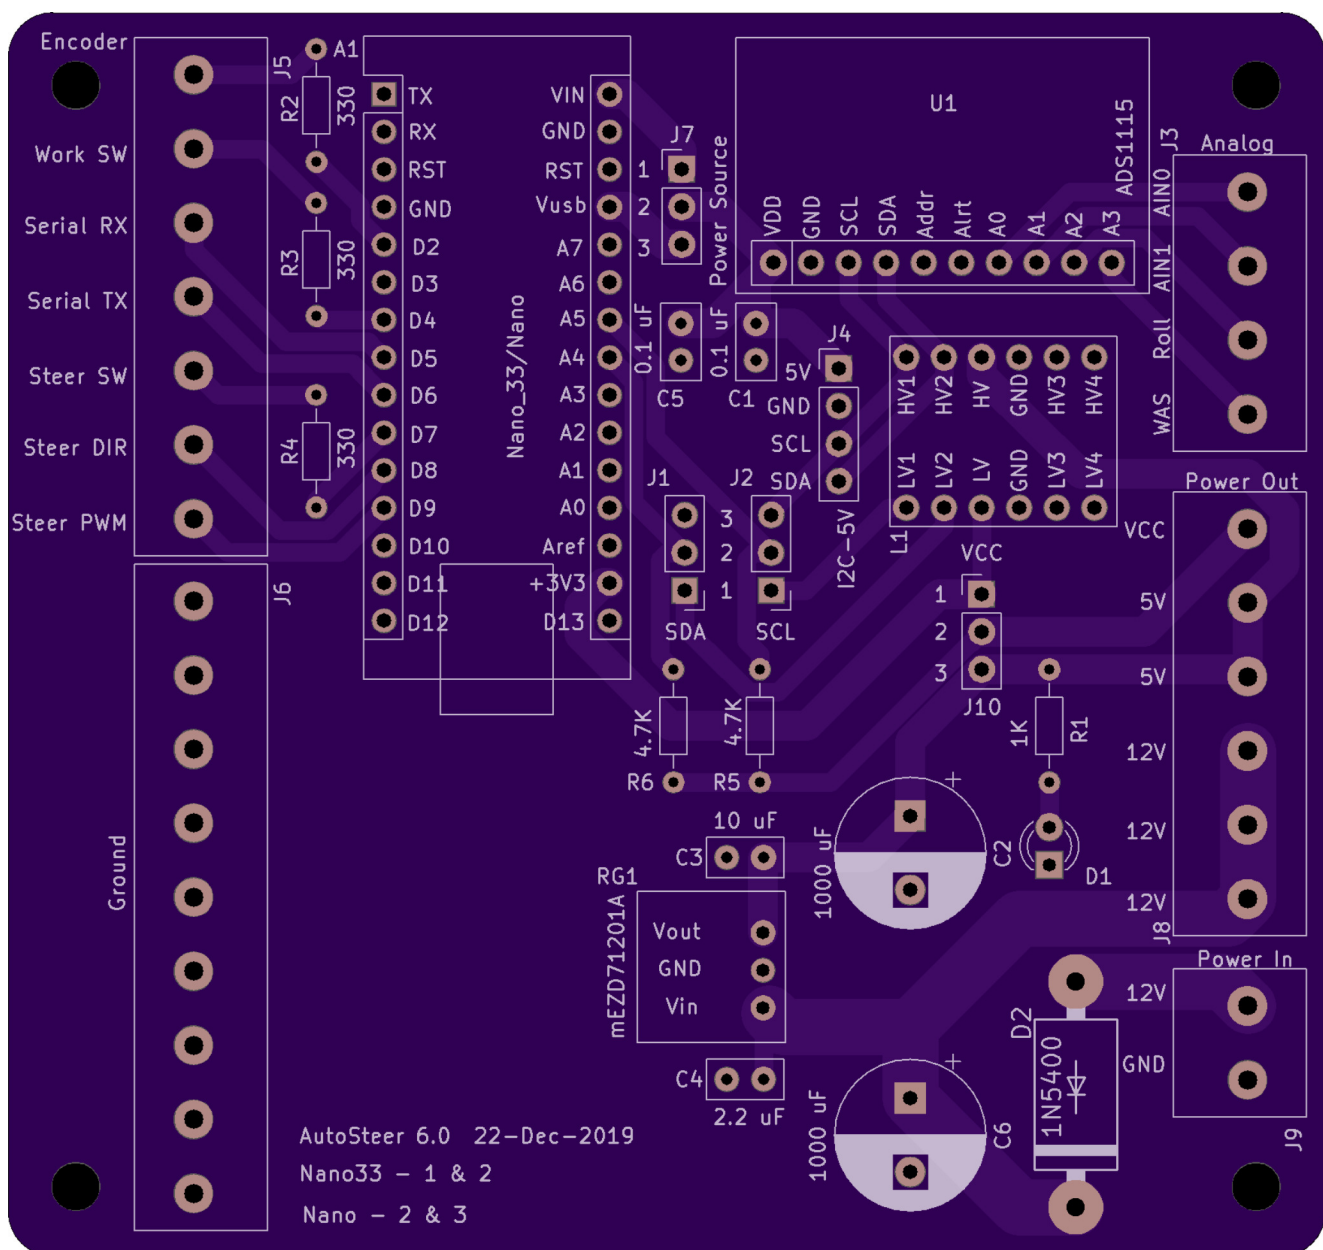 Encoder
Work SW
Serial RX
Serial TX
Steer SW
Steer DIR
Steer PWM
J5
Ground
J6
R2
330
R3
330
R4
330
A1
TX
RX
RST
GND
D2
D3
D4
D5
D6
D7
D8
D9
D10
D11
D12
Nano_33/Nano
VIN
GND
RST
Vusb
A7
A6
A5
A4
A3
A2
A1
A0
Aref
+3V3
D13
J7
1
2
3
Power Source
U1
ADS1115
VDD
GND
SCL
SDA
Addr
Alrt
A0
A1
A2
A3
J3
Analog
AIN0
AIN1
Roll
WAS
0.1 uF
C5
0.1 uF
C1
J4
5V
GND
SCL
SDA
I2C-5V
HV1
HV2
HV
GND
HV3
HV4
LV1
LV2
LV
GND
LV3
LV4
L1
J1
J2
3
2
1
SDA
SCL
VCC
1
2
3
J10
Power Out
VCC
5V
5V
12V
12V
12V
J8
4.7K
R6
4.7K
R5
1K
R1
10 uF
C3
RG1
mEZD71201A
Vout
GND
Vin
C4
2.2 uF
+
1000 uF
C2
D1
+
1000 uF
C6
D2
1N5400
Power In
12V
GND
J9
AutoSteer 6.0 22-Dec-2019
Nano33 - 1 & 2
Nano - 2 & 3